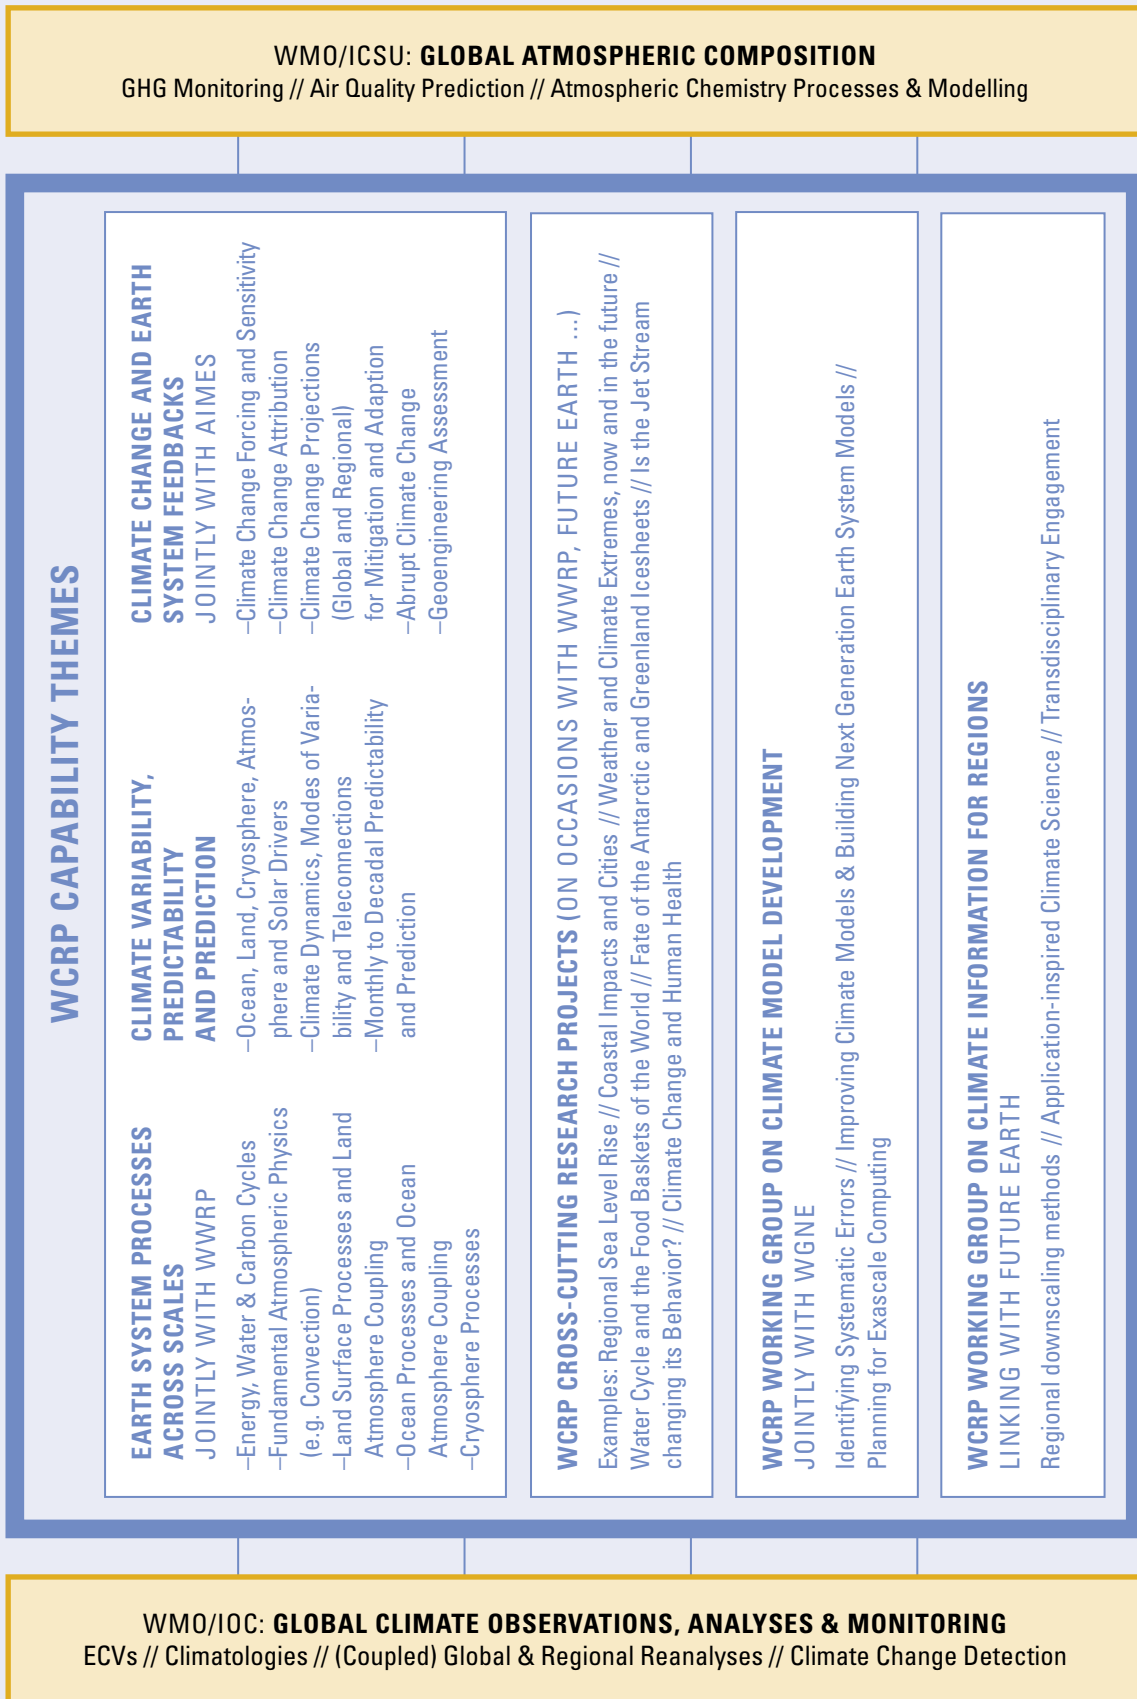 WMO/ICSU: GLOBAL ATMOSPHERIC COMPOSITION
GHG Monitoring // Air Quality Prediction // Atmospheric Chemistry Processes & Modelling
WCRP CAPABILITY THEMES
EARTH SYSTEM PROCESSES
ACROSS SCALES
JOINTLY WITH WWRP
–Energy, Water & Carbon Cycles
–Fundamental Atmospheric Physics
(e.g. Convection)
–Land Surface Processes and Land
Atmosphere Coupling
–Ocean Processes and Ocean
Atmosphere Coupling
–Cryosphere Processes
CLIMATE VARIABILITY,
PREDICTABILITY
AND PREDICTION
–Ocean, Land, Cryosphere, Atmos-
phere and Solar Drivers
–Climate Dynamics, Modes of Varia-
bility and Teleconnections
–Monthly to Decadal Predictability
and Prediction
CLIMATE CHANGE AND EARTH
SYSTEM FEEDBACKS
JOINTLY WITH AIMES
–Climate Change Forcing and Sensitivity
–Climate Change Attribution
–Climate Change Projections
(Global and Regional)
for Mitigation and Adaption
–Abrupt Climate Change
–Geoengineering Assessment
WCRP CROSS-CUTTING RESEARCH PROJECTS (ON OCCASIONS WITH WWRP, FUTURE EARTH ...)
Examples: Regional Sea Level Rise // Coastal Impacts and Cities // Weather and Climate Extremes, now and in the future //
Water Cycle and the Food Baskets of the World // Fate of the Antarctic and Greenland Icesheets // Is the Jet Stream
changing its Behavior? // Climate Change and Human Health
WCRP WORKING GROUP ON CLIMATE MODEL DEVELOPMENT
JOINTLY WITH WGNE
Identifying Systematic Errors // Improving Climate Models & Building Next Generation Earth System Models //
Planning for Exascale Computing
WCRP WORKING GROUP ON CLIMATE INFORMATION FOR REGIONS
LINKING WITH FUTURE EARTH
Regional downscaling methods // Application-inspired Climate Science // Transdisciplinary Engagement
WMO/IOC: GLOBAL CLIMATE OBSERVATIONS, ANALYSES & MONITORING
ECVs // Climatologies // (Coupled) Global & Regional Reanalyses // Climate Change Detection